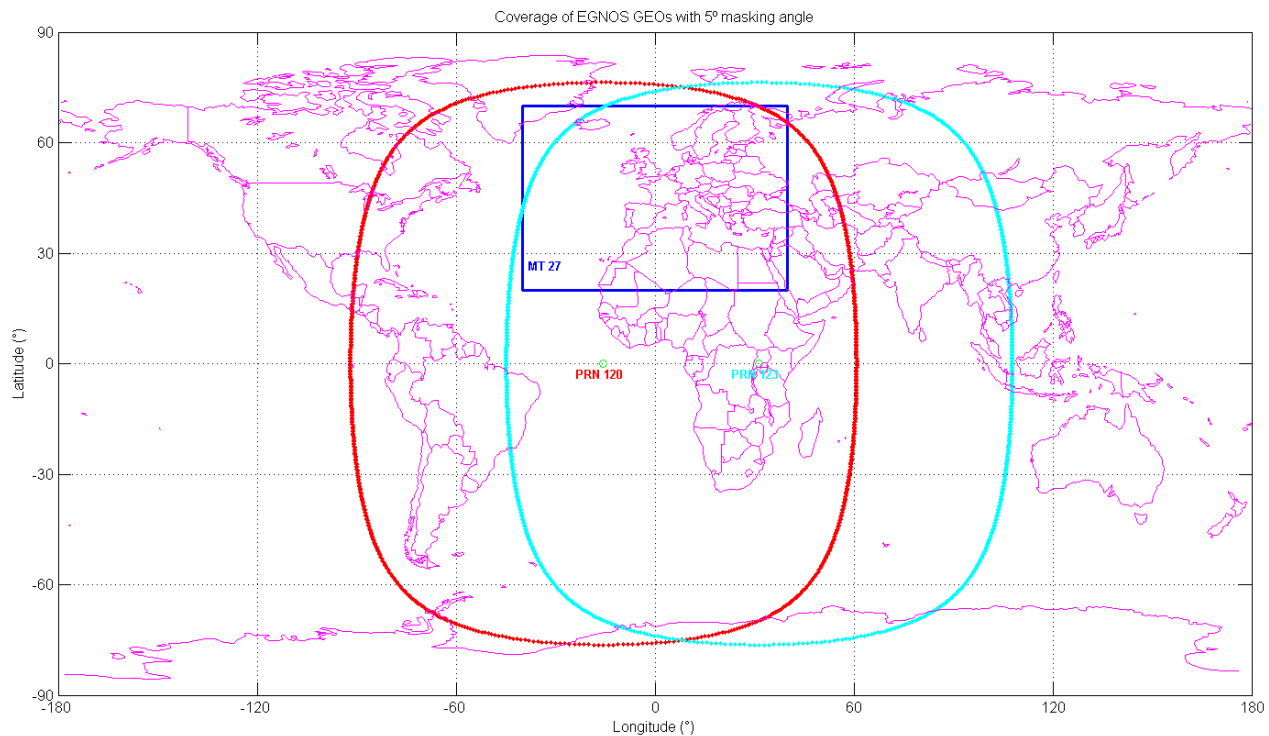 Coverage of EGNOS GEOs with 5º masking angle
90
60
30
0
-30
-60
-90
Latitude (°)
MT 27
PRN 120
PRN 123
-180
-120
-60
0
60
120
180
Longitude (°)